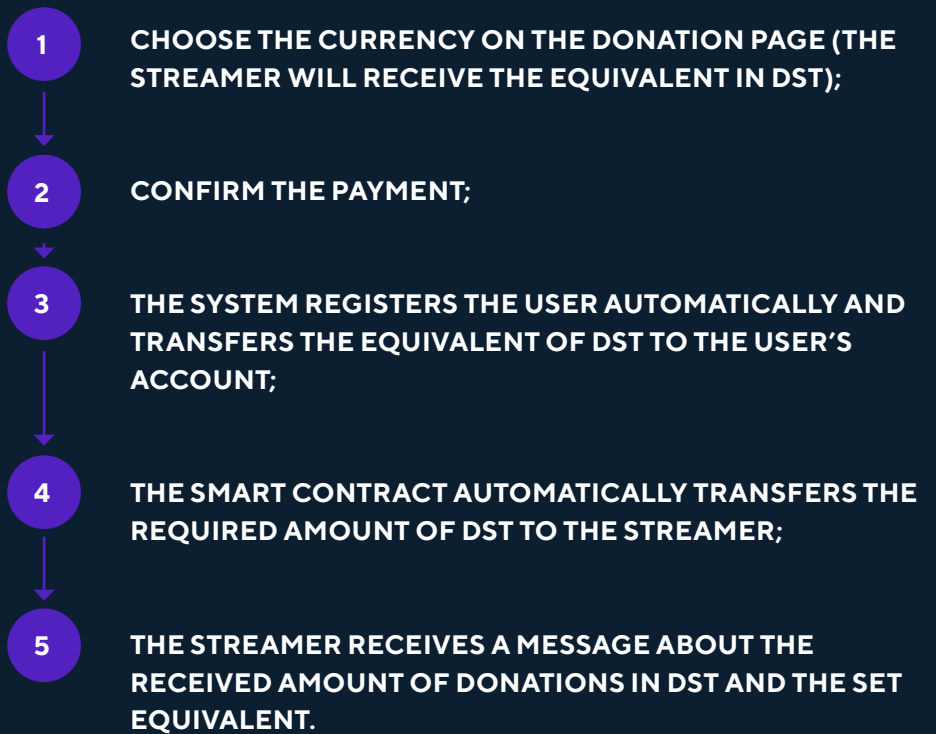 1
CHOOSE THE CURRENCY ON THE DONATION PAGE (THE
STREAMER WILL RECEIVE THE EQUIVALENT IN DST);
2
CONFIRM THE PAYMENT;
3
THE SYSTEM REGISTERS THE USER AUTOMATICALLY AND
TRANSFERS THE EQUIVALENT OF DST TO THE USER'S
ACCOUNT;
4
THE SMART CONTRACT AUTOMATICALLY TRANSFERS THE
REQUIRED AMOUNT OF DST TO THE STREAMER;
5
THE STREAMER RECEIVES A MESSAGE ABOUT THE
RECEIVED AMOUNT OF DONATIONS IN DST AND THE SET
EQUIVALENT.